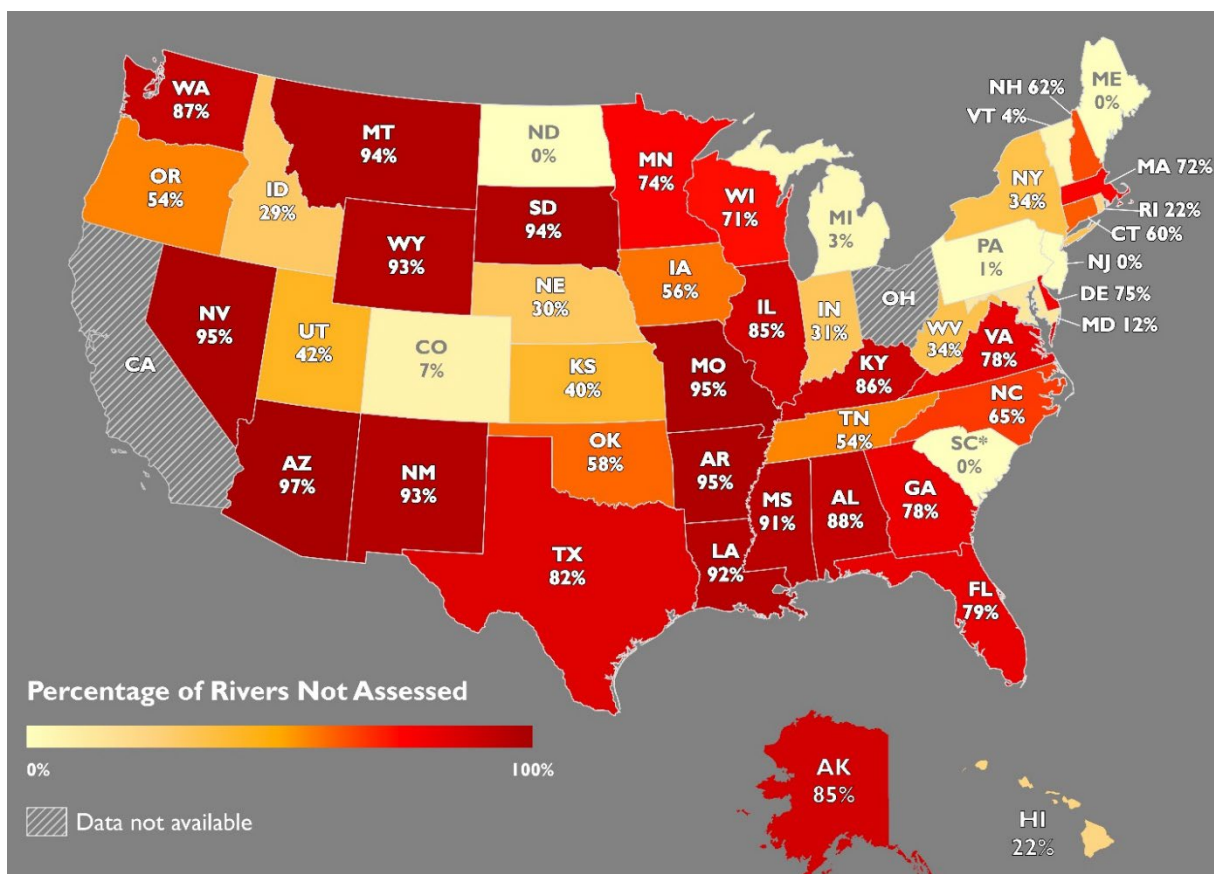 WA
87%
MT
94%
ND
0%
MN
74%
NH 62%
VT 4%
ME
0%
OR
54%
ID
29%
SD
94%
WI
71%
MI
3%
NY
34%
MA 72%
RI 22%
CT 60%
WY
93%
IA
56%
PA
1%
NJ 0%
NV
95%
UT
42%
NE
30%
IL
85%
IN
31%
OH
DE 75%
MD 12%
CA
CO
7%
KS
40%
MO
95%
KY
86%
WV
34%
VA
78%
AZ
97%
NM
93%
OK
58%
AR
95%
TN
54%
NC
65%
SC*
0%
TX
82%
LA
92%
MS
91%
AL
88%
GA
78%
FL
79%
Percentage of Rivers Not Assessed
0%
100%
Data not available
AK
85%
HI
22%